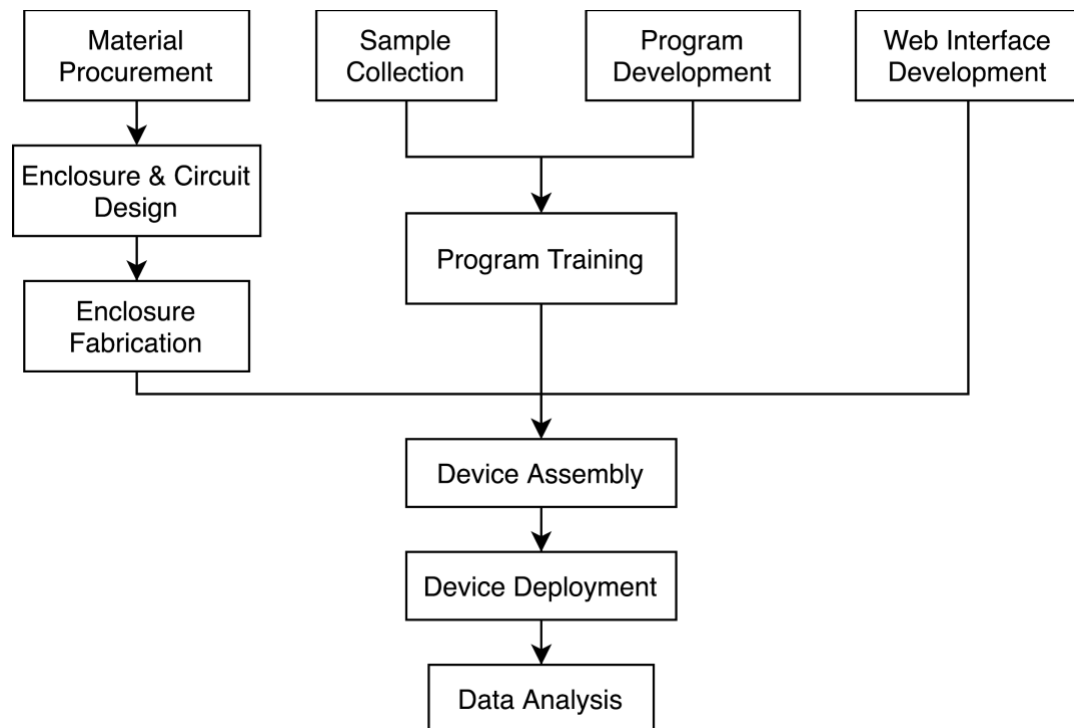 Material
Procurement
Sample
Collection
Program
Development
Web Interface
Development
Enclosure & Circuit
Design
Program Training
Enclosure
Fabrication
Device Assembly
Device Deployment
Data Analysis